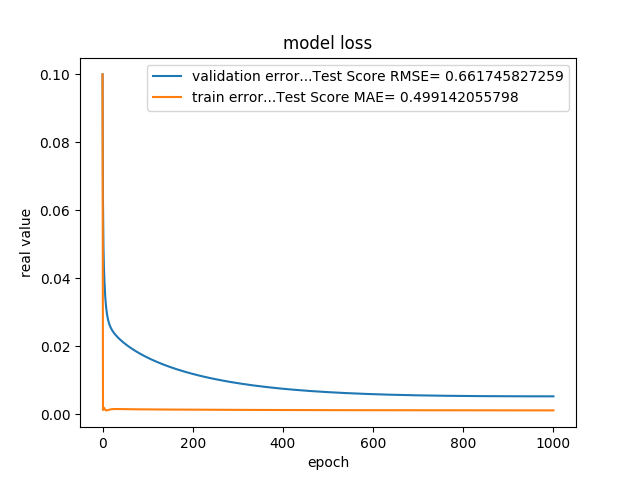 model loss
validation error...Test Score RMSE= 0.661745827259
train error...Test Score MAE= 0.499142055798
real value
0.10
0.08
0.06
0.04
0.02
0.00
0 200 400 600 800 1000
epoch